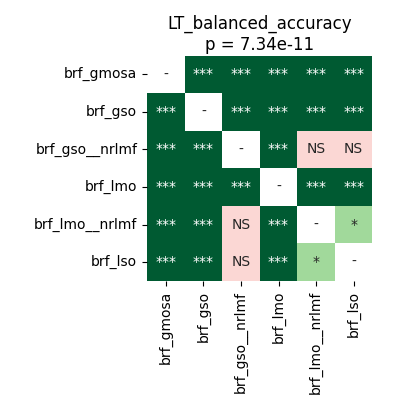 LT_balanced_accuracy
p = 7.34e-11
brf_gmosa - *** *** *** *** ***
brf_gso *** - *** *** *** ***
brf_gso__nrlmf *** *** - *** NS NS
brf_lmo *** *** *** - *** ***
brf_lmo__nrlmf *** *** NS *** - *
brf_lso *** *** NS *** * -
brf_gmosa
brf_gso
brf_gso__nrlmf
brf_lmo
brf_lmo__nrlmf
brf_lso